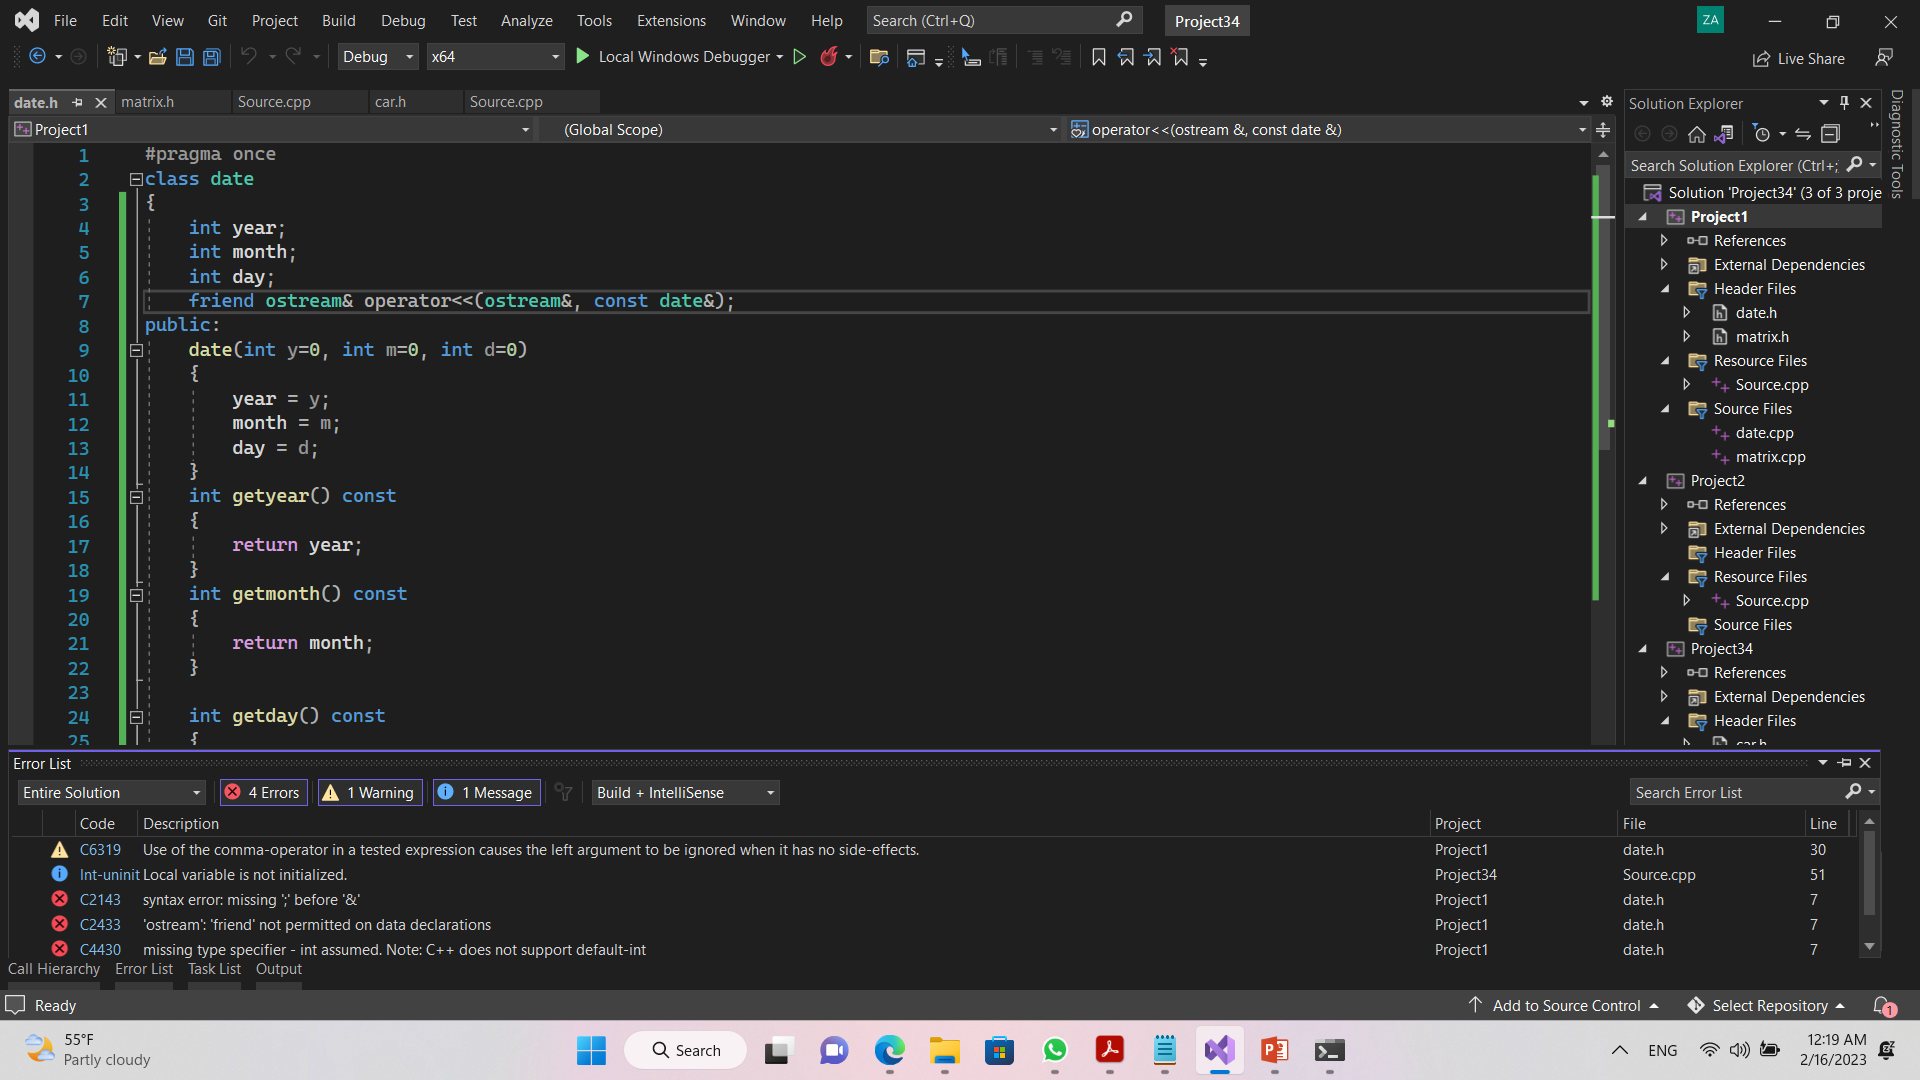 File Edit View Git Project Build Debug Test Analyze Tools Extensions Window Help Search (Ctrl+Q) Project34 ZA
Debug x64 Local Windows Debugger Live Share
date.h matrix.h Source.cpp car.h Source.cpp
Project1 (Global Scope) operator<<(ostream &, const date &)
1 #pragma once
2 class date
3 {
4 int year;
5 int month;
6 int day;
7 friend ostream& operator<<(ostream&, const date&);
8 public:
9 date(int y=0, int m=0, int d=0)
10 {
11 year = y;
12 month = m;
13 day = d;
14 }
15 int getyear() const
16 {
17 return year;
18 }
19 int getmonth() const
20 {
21 return month;
22 }
23
24 int getday() const
25 {
Solution Explorer
Search Solution Explorer (Ctrl+;
Solution 'Project34' (3 of 3 proje
Project1
References
External Dependencies
Header Files
date.h
matrix.h
Resource Files
Source.cpp
Source Files
date.cpp
matrix.cpp
Project2
References
External Dependencies
Header Files
Resource Files
Source.cpp
Source Files
Project34
References
External Dependencies
Header Files
car.h
Diagnostic Tools
Error List
Entire Solution 4 Errors 1 Warning 1 Message Build + IntelliSense Search Error List
Code Description Project File Line
C6319 Use of the comma-operator in a tested expression causes the left argument to be ignored when it has no side-effects. Project1 date.h 30
Int-uninit Local variable is not initialized. Project34 Source.cpp 51
C2143 syntax error: missing ';' before '&' Project1 date.h 7
C2433 'ostream': 'friend' not permitted on data declarations Project1 date.h 7
C4430 missing type specifier - int assumed. Note: C++ does not support default-int Project1 date.h 7
Call Hierarchy Error List Task List Output
Ready Add to Source Control Select Repository 1
55°F
Partly cloudy
Search
ENG
12:19 AM
2/16/2023